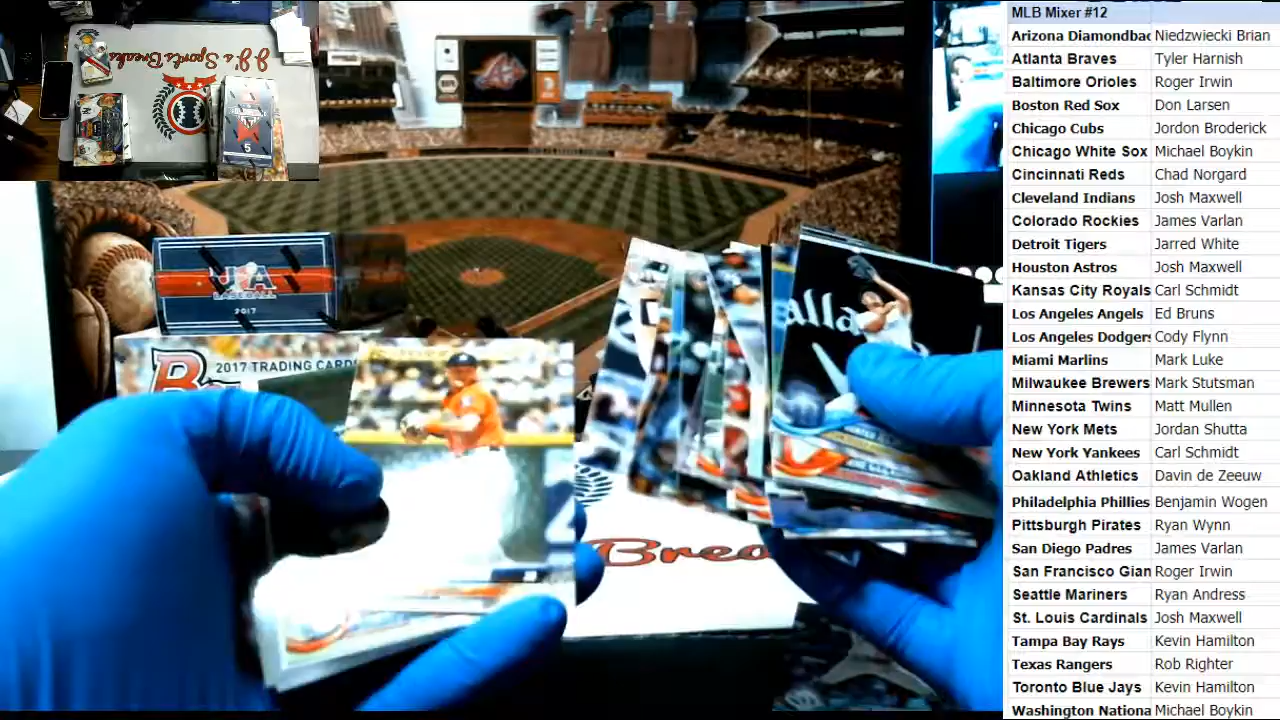 JJ's Sports Breaks
5
USA
BASEBALL
2017
2017 TRADING CARDS
alla
Brea
MLB Mixer #12
Arizona Diamondbac Niedzwiecki Brian
Atlanta Braves Tyler Harnish
Baltimore Orioles Roger Irwin
Boston Red Sox Don Larsen
Chicago Cubs Jordon Broderick
Chicago White Sox Michael Boykin
Cincinnati Reds Chad Norgard
Cleveland Indians Josh Maxwell
Colorado Rockies James Varlan
Detroit Tigers Jarred White
Houston Astros Josh Maxwell
Kansas City Royals Carl Schmidt
Los Angeles Angels Ed Bruns
Los Angeles Dodgers Cody Flynn
Miami Marlins Mark Luke
Milwaukee Brewers Mark Stutsman
Minnesota Twins Matt Mullen
New York Mets Jordan Shutta
New York Yankees Carl Schmidt
Oakland Athletics Davin de Zeeuw
Philadelphia Phillies Benjamin Wogen
Pittsburgh Pirates Ryan Wynn
San Diego Padres James Varlan
San Francisco Gian Roger Irwin
Seattle Mariners Ryan Andress
St. Louis Cardinals Josh Maxwell
Tampa Bay Rays Kevin Hamilton
Texas Rangers Rob Righter
Toronto Blue Jays Kevin Hamilton
Washington Nationa Michael Boykin